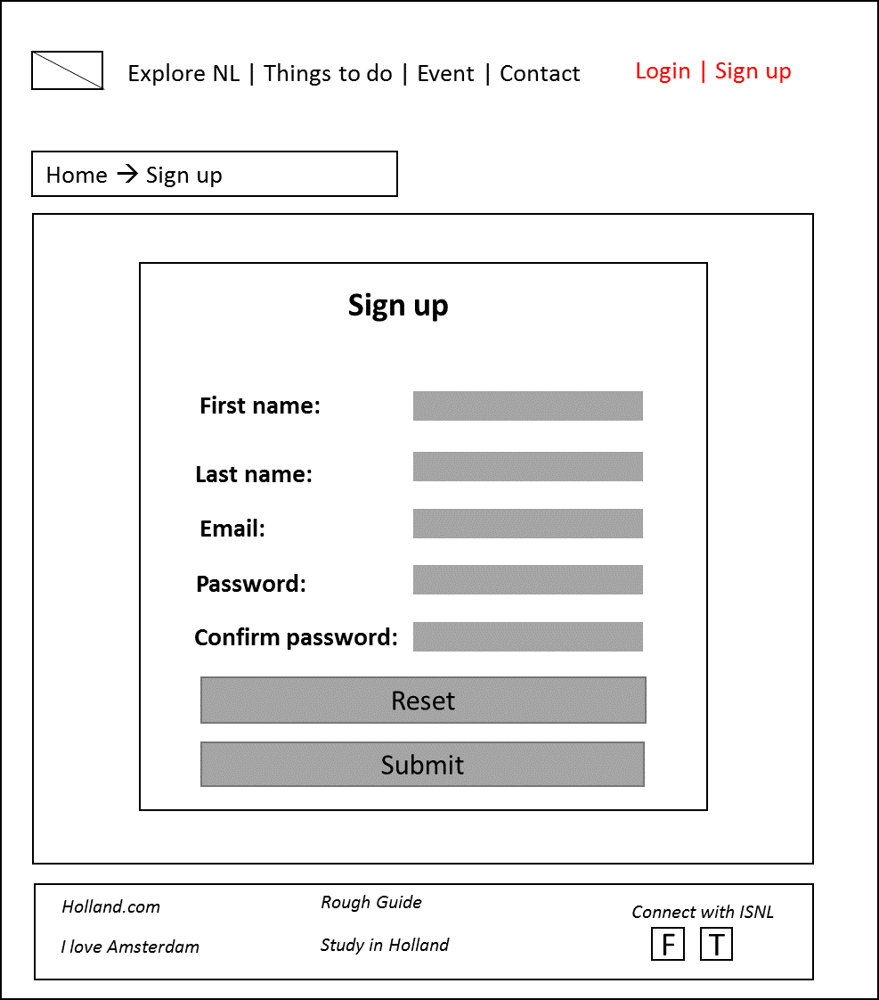 Explore NL | Things to do | Event | Contact
Login | Sign up
Home → Sign up
Sign up
First name:
Last name:
Email:
Password:
Confirm password:
Reset
Submit
Holland.com
Rough Guide
Connect with ISNL
I love Amsterdam
Study in Holland
F T